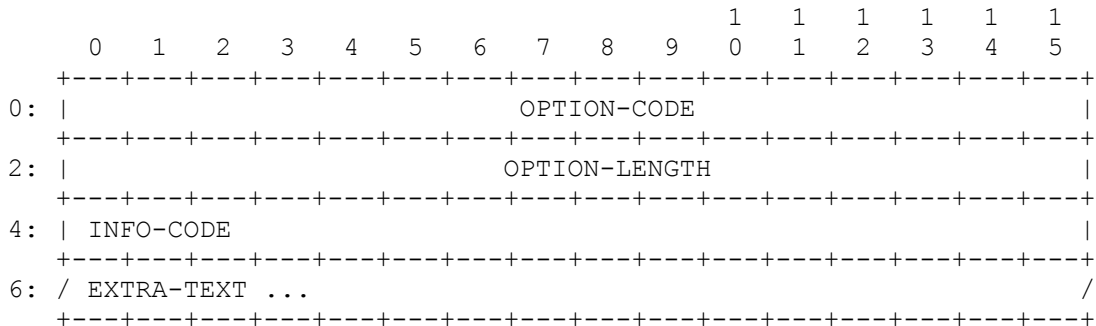 1   1   1   1   1   1
        0   1   2   3   4   5   6   7   8   9   0   1   2   3   4   5
      +---+---+---+---+---+---+---+---+---+---+---+---+---+---+---+---+
0: |                            OPTION-CODE                            |
      +---+---+---+---+---+---+---+---+---+---+---+---+---+---+---+---+
2: |                           OPTION-LENGTH                           |
      +---+---+---+---+---+---+---+---+---+---+---+---+---+---+---+---+
4: | INFO-CODE                                                         |
      +---+---+---+---+---+---+---+---+---+---+---+---+---+---+---+---+
6: / EXTRA-TEXT ...                                                    /
      +---+---+---+---+---+---+---+---+---+---+---+---+---+---+---+---+